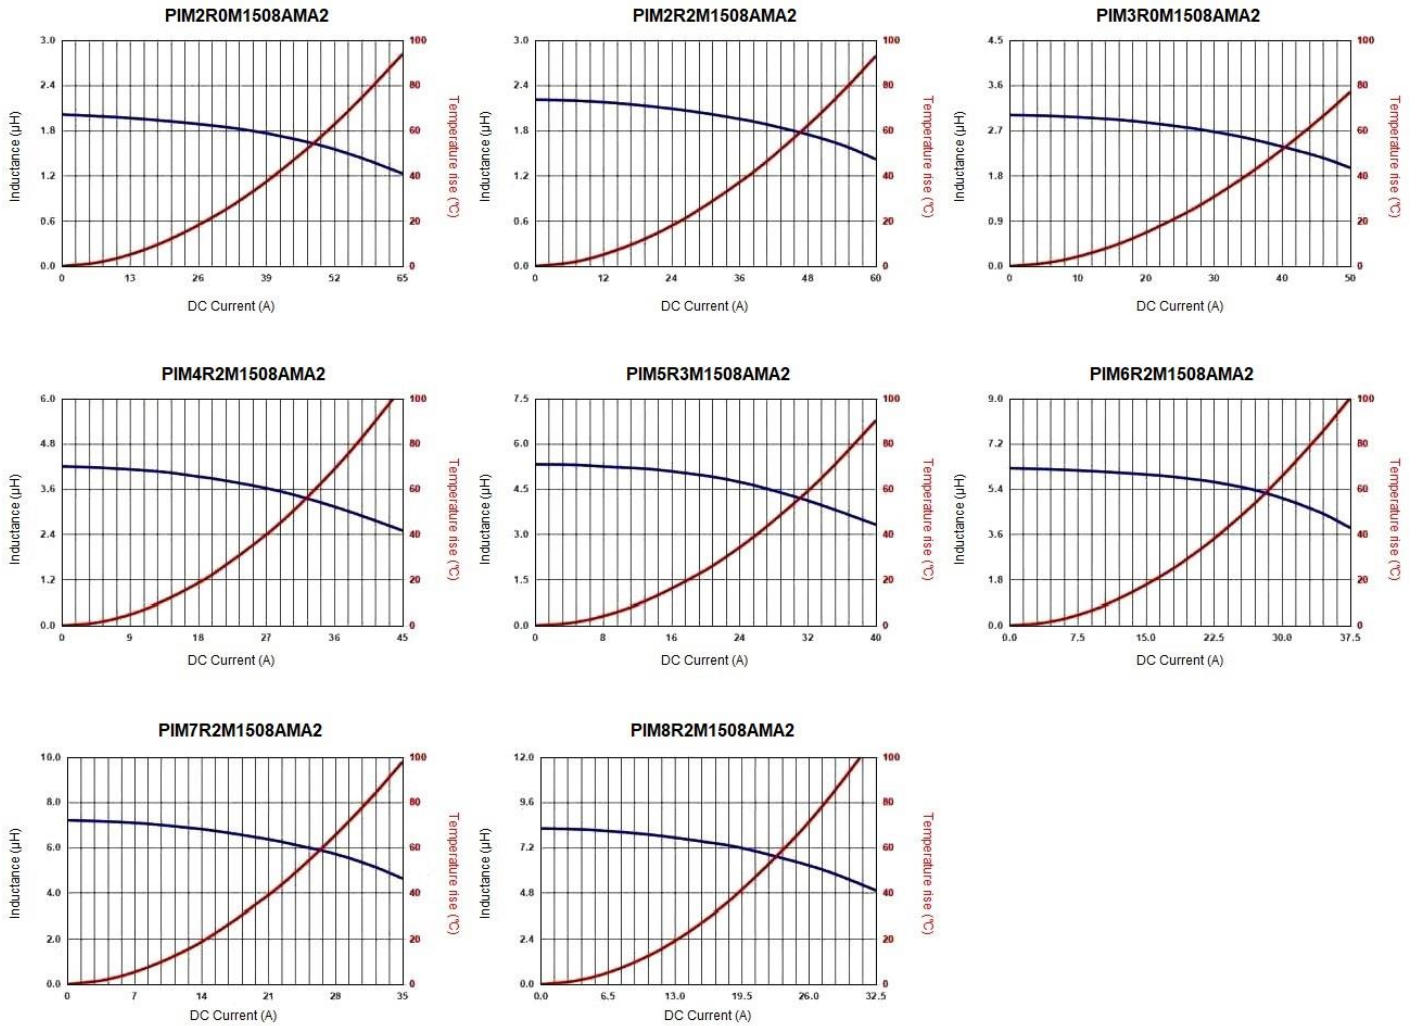 PIM2R0M1508AMA2
3.0
2.4
1.8
1.2
0.6
0.0
Inductance (μH)
100
80
60
40
20
0
Temperature rise (℃)
0 13 26 39 52 65
DC Current (A)
PIM2R2M1508AMA2
3.0
2.4
1.8
1.2
0.6
0.0
Inductance (μH)
100
80
60
40
20
0
Temperature rise (℃)
0 12 24 36 48 60
DC Current (A)
PIM3R0M1508AMA2
4.5
3.6
2.7
1.8
0.9
0.0
Inductance (μH)
100
80
60
40
20
0
Temperature rise (℃)
0 10 20 30 40 50
DC Current (A)
PIM4R2M1508AMA2
6.0
4.8
3.6
2.4
1.2
0.0
Inductance (μH)
100
80
60
40
20
0
Temperature rise (℃)
0 9 18 27 36 45
DC Current (A)
PIM5R3M1508AMA2
7.5
6.0
4.5
3.0
1.5
0.0
Inductance (μH)
100
80
60
40
20
0
Temperature rise (℃)
0 8 16 24 32 40
DC Current (A)
PIM6R2M1508AMA2
9.0
7.2
5.4
3.6
1.8
0.0
Inductance (μH)
100
80
60
40
20
0
Temperature rise (℃)
0.0 7.5 15.0 22.5 30.0 37.5
DC Current (A)
PIM7R2M1508AMA2
10.0
8.0
6.0
4.0
2.0
0.0
Inductance (μH)
100
80
60
40
20
0
Temperature rise (℃)
0 7 14 21 28 35
DC Current (A)
PIM8R2M1508AMA2
12.0
9.6
7.2
4.8
2.4
0.0
Inductance (μH)
100
80
60
40
20
0
Temperature rise (℃)
0.0 6.5 13.0 19.5 26.0 32.5
DC Current (A)